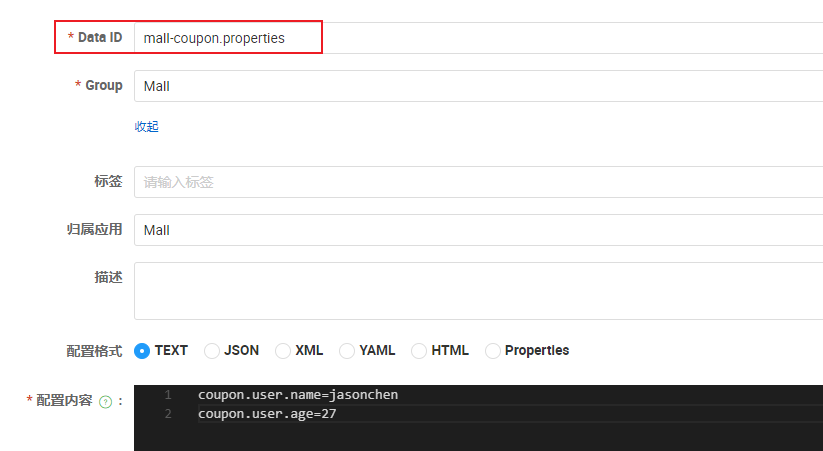 * Data ID mall-coupon.properties
* Group Mall
收起
标签 请输入标签
归属应用 Mall
描述
配置格式 TEXT JSON XML YAML HTML Properties
* 配置内容 ? : 1 coupon.user.name=jasonchen
2 coupon.user.age=27